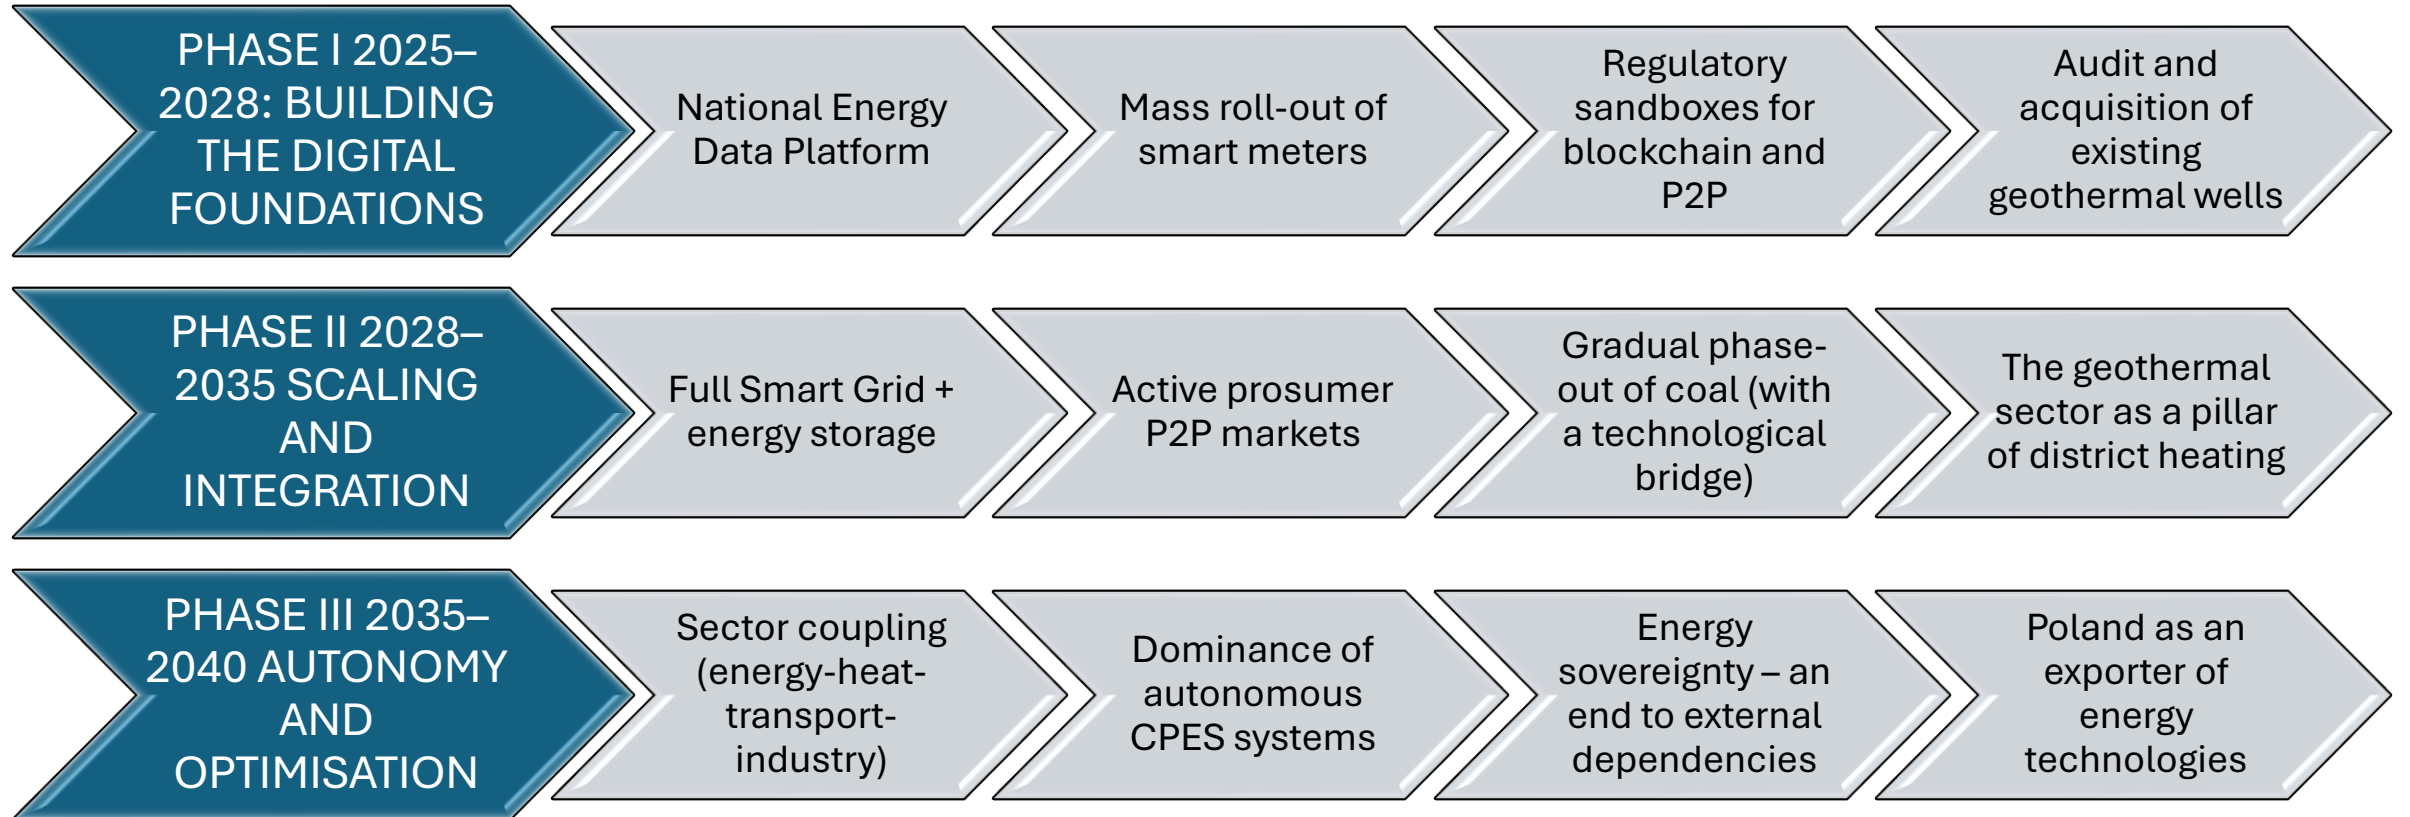 PHASE I 2025–
2028: BUILDING
THE DIGITAL
FOUNDATIONS
National Energy
Data Platform
Mass roll-out of
smart meters
Regulatory
sandboxes for
blockchain and
P2P
Audit and
acquisition of
existing
geothermal wells
PHASE II 2028–
2035 SCALING
AND
INTEGRATION
Full Smart Grid +
energy storage
Active prosumer
P2P markets
Gradual phase-
out of coal (with
a technological
bridge)
The geothermal
sector as a pillar
of district heating
PHASE III 2035–
2040 AUTONOMY
AND
OPTIMISATION
Sector coupling
(energy-heat-
transport-
industry)
Dominance of
autonomous
CPES systems
Energy
sovereignty – an
end to external
dependencies
Poland as an
exporter of
energy
technologies